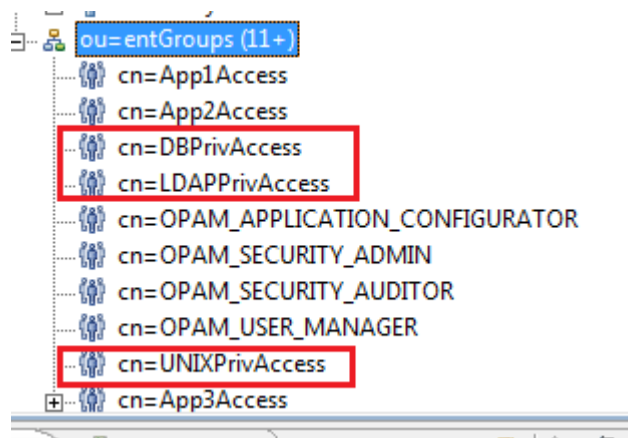 ou=entGroups (11+)
cn=App1Access
cn=App2Access
cn=DBPrivAccess
cn=LDAPPrivAccess
cn=OPAM_APPLICATION_CONFIGURATOR
cn=OPAM_SECURITY_ADMIN
cn=OPAM_SECURITY_AUDITOR
cn=OPAM_USER_MANAGER
cn=UNIXPrivAccess
cn=App3Access